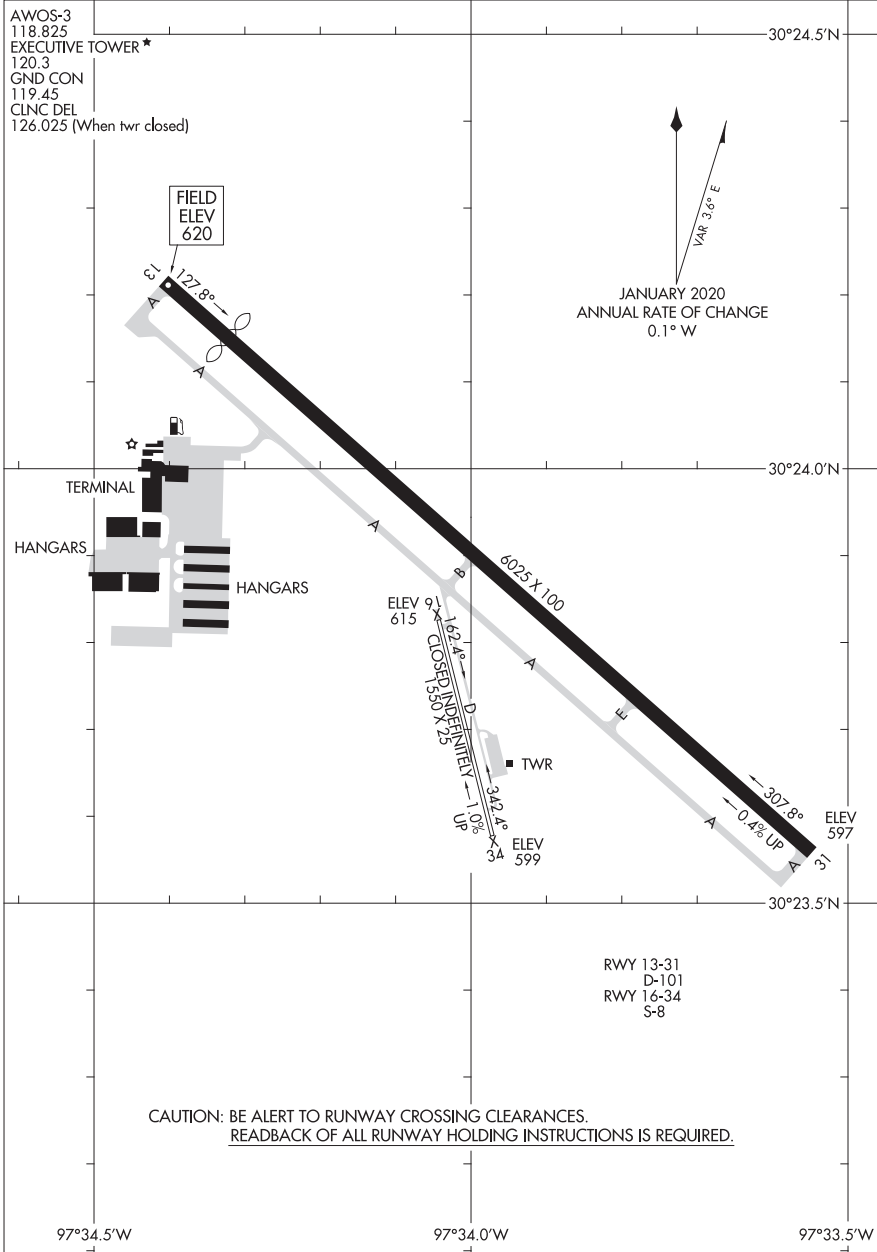 AWOS-3
118.825
EXECUTIVE TOWER★
120.3
GND CON
119.45
CLNC DEL
126.025 (When twr closed)
30°24.5'N
VAR 3.6° E
JANUARY 2020
ANNUAL RATE OF CHANGE
0.1° W
FIELD
ELEV
620
13
127.8°
A
A
TERMINAL
HANGARS
HANGARS
30°24.0'N
A
B
6025 X 100
ELEV
615
16
162.4°
CLOSED INDEFINITELY
1550 X 25
D
A
E
TWR
342.4°
1.0%
UP
34
ELEV
599
307.8°
0.4% UP
A
A
ELEV
597
31
30°23.5'N
RWY 13-31
D-101
RWY 16-34
S-8
CAUTION: BE ALERT TO RUNWAY CROSSING CLEARANCES.
READBACK OF ALL RUNWAY HOLDING INSTRUCTIONS IS REQUIRED.
97°34.5'W
97°34.0'W
97°33.5'W